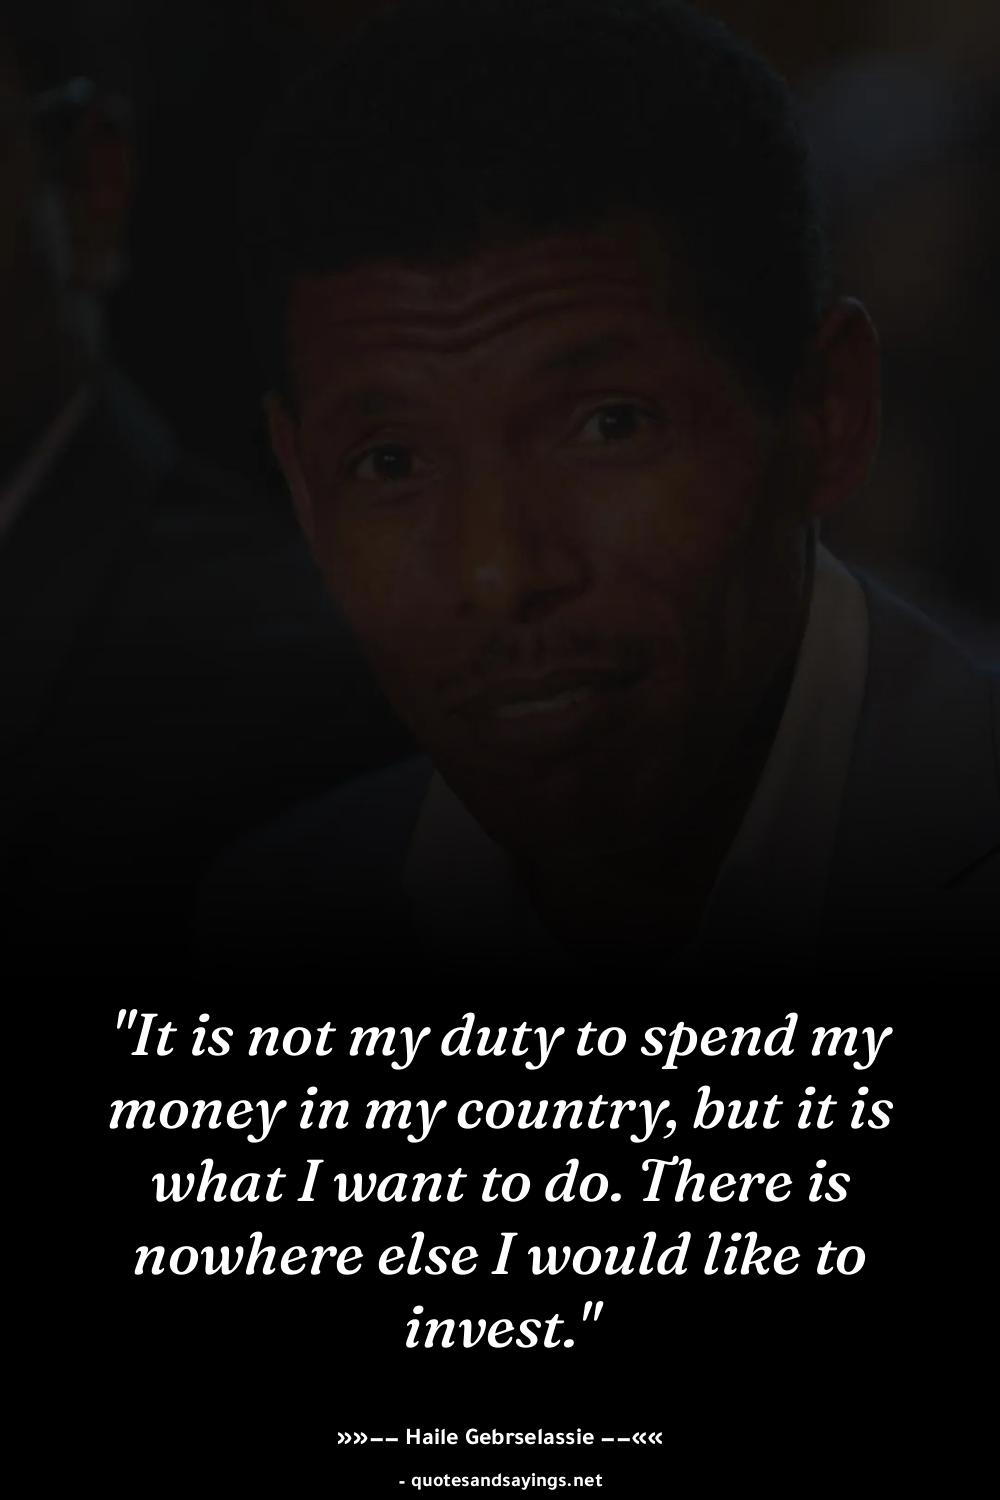 "It is not my duty to spend my
money in my country, but it is
what I want to do. There is
nowhere else I would like to
invest."
»»−− Haile Gebrselassie −−««
- quotesandsayings.net